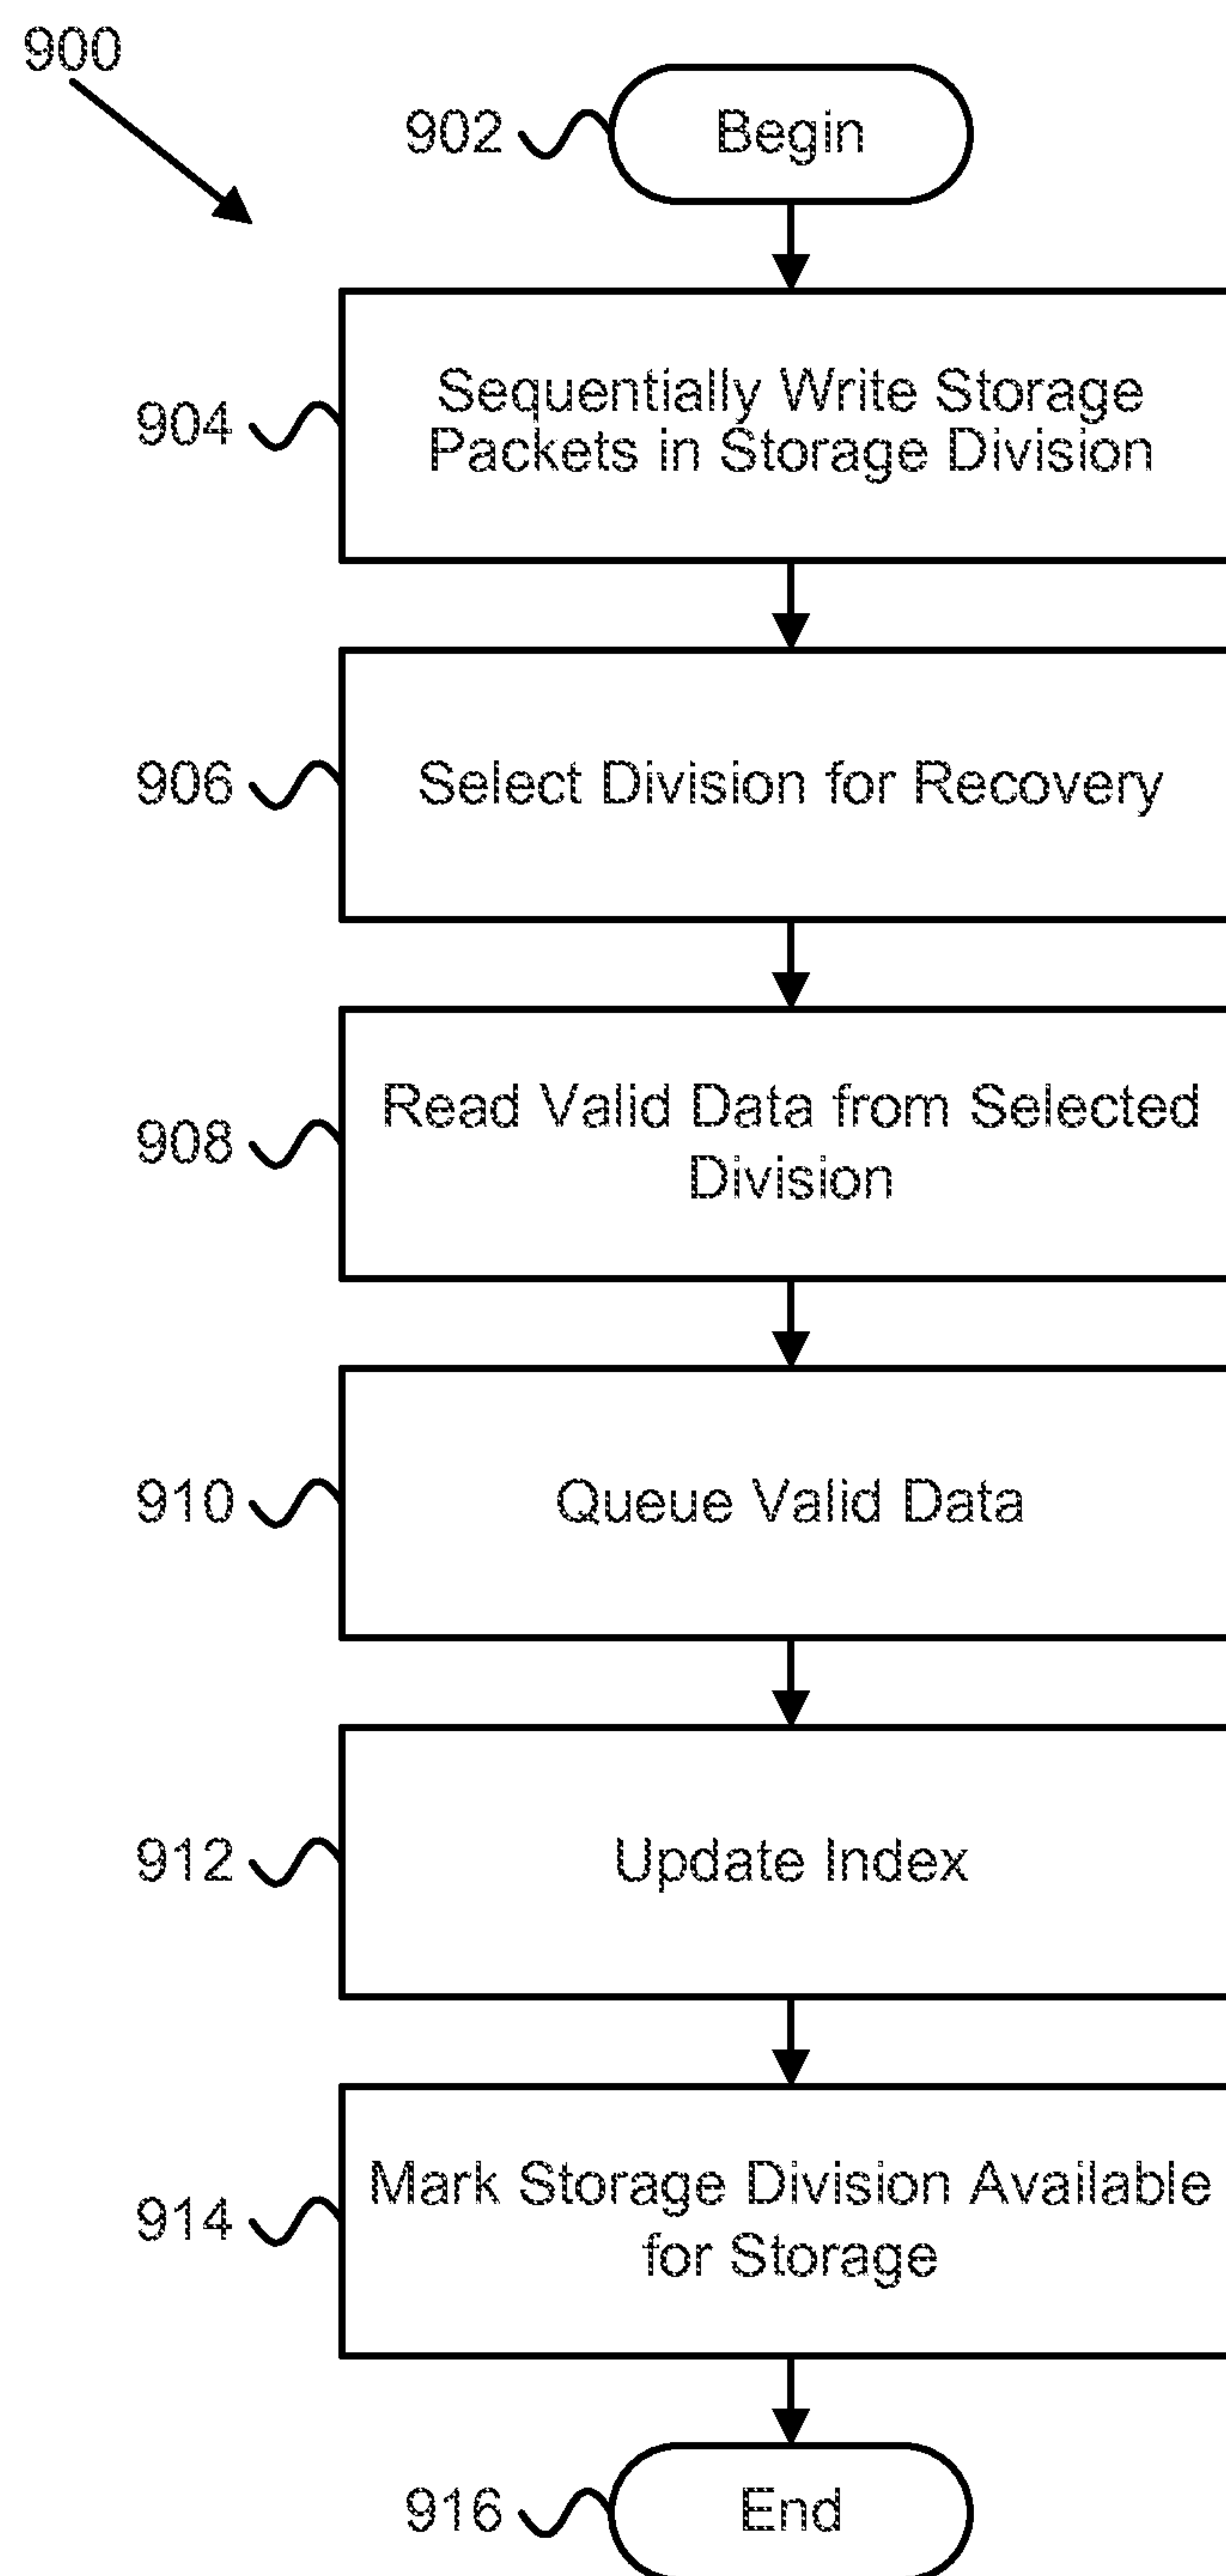 900
902
Begin
904
Sequentially Write Storage
Packets in Storage Division
906
Select Division for Recovery
908
Read Valid Data from Selected
Division
910
Queue Valid Data
912
Update Index
914
Mark Storage Division Available
for Storage
916
End